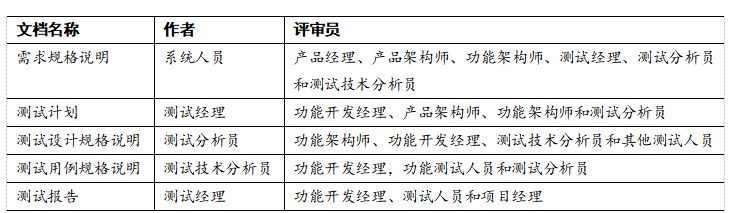 文档名称 作者 评审员
需求规格说明 系统人员 产品经理、产品架构师、功能架构师、测试经理、测试分析员
和测试技术分析员
测试计划 测试经理 功能开发经理、产品架构师、功能架构师和测试分析员
测试设计规格说明 测试分析员 功能架构师、功能开发经理、测试技术分析员和其他测试人员
测试用例规格说明 测试技术分析员 功能开发经理，功能测试人员和测试分析员
测试报告 测试经理 功能开发经理、测试人员和项目经理